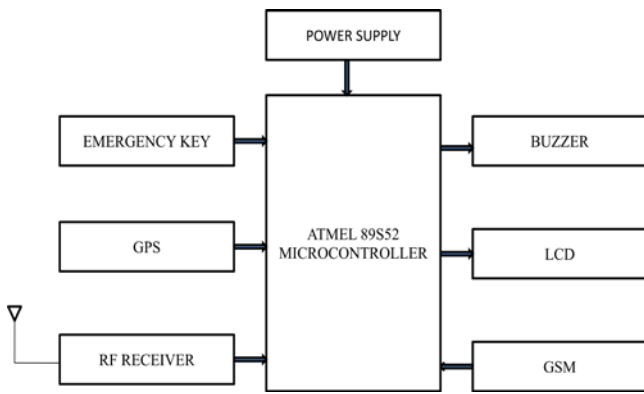 POWER SUPPLY
EMERGENCY KEY
GPS
RF RECEIVER
ATMEL 89S52
MICROCONTROLLER
BUZZER
LCD
GSM